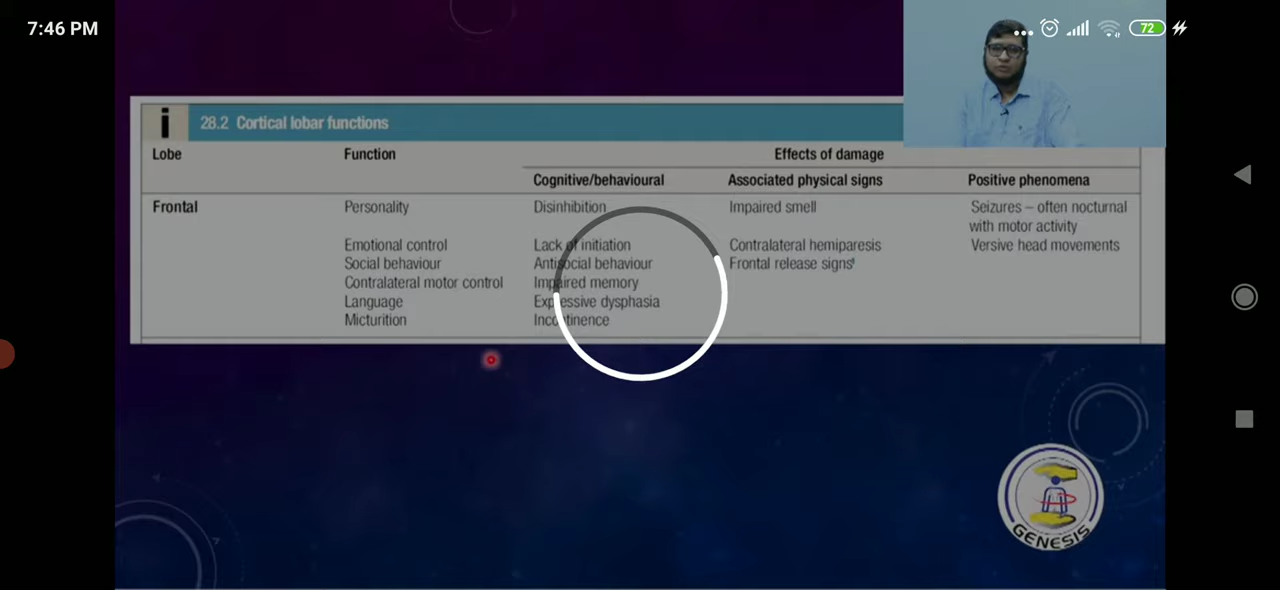 7:46 PM
72
i 28.2 Cortical lobar functions
Lobe Function Effects of damage
Cognitive/behavioural Associated physical signs Positive phenomena
Frontal Personality Disinhibition Impaired smell Seizures – often nocturnal
with motor activity
Emotional control Lack of initiation Contralateral hemiparesis Versive head movements
Social behaviour Antisocial behaviour Frontal release signs¹
Contralateral motor control Impaired memory
Language Expressive dysphasia
Micturition Incontinence
GENESIS